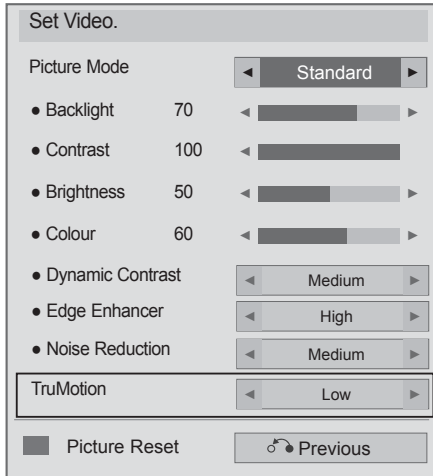 Set Video.
Picture Mode ◄ Standard ►
● Backlight 70 ◄ ►
● Contrast 100 ◄
● Brightness 50 ◄ ►
● Colour 60 ◄ ►
● Dynamic Contrast ◄ Medium ►
● Edge Enhancer ◄ High ►
● Noise Reduction ◄ Medium ►
TruMotion ◄ Low ►
Picture Reset Previous